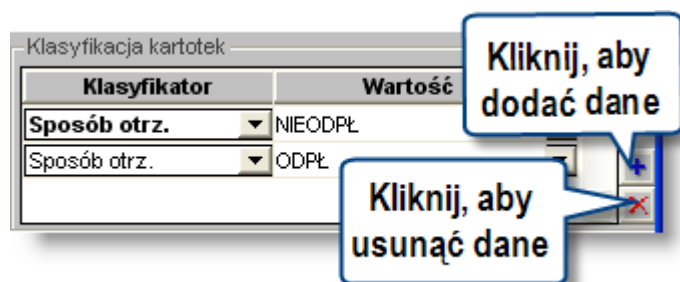 Klasyfikacja kartotek
Klasyfikator Wartość
Sposób otrz. NIEODPŁ
Sposób otrz. ODPŁ
Kliknij, aby
dodać dane
Kliknij, aby
usunąć dane